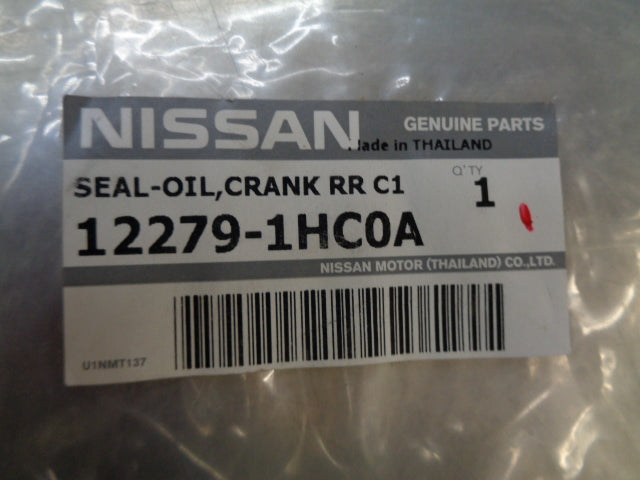 NISSAN GENUINE PARTS
Made in THAILAND
SEAL-OIL,CRANK RR C1 Q'TY
12279-1HC0A 1
NISSAN MOTOR (THAILAND) CO.,LTD.
U1NMT137